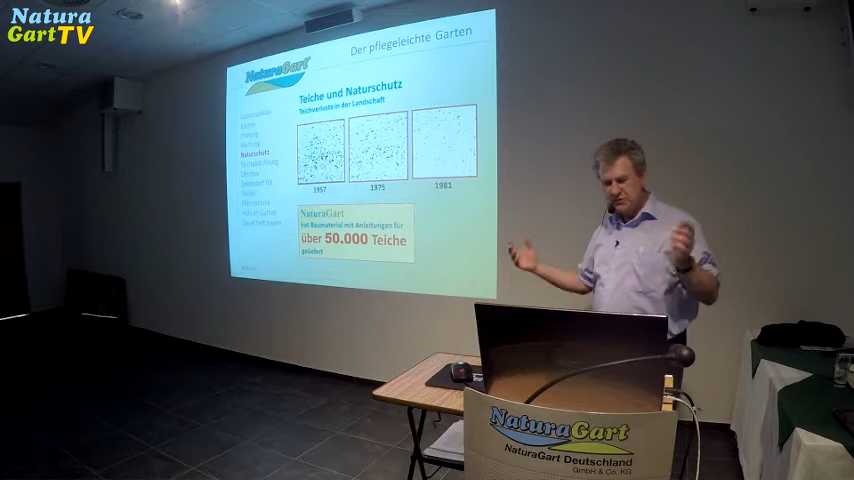 Natura
GartTV
Der pflegeleichte Garten
NaturaGart
Teiche und Naturschutz
Teichverluste in der Landschaft
Naturschutz
1957
1975
1981
NaturaGart
hat Baumaterial mit Anleitungen für
über 50.000 Teiche
geliefert
NaturaGart
NaturaGart Deutschland
GmbH & Co. KG